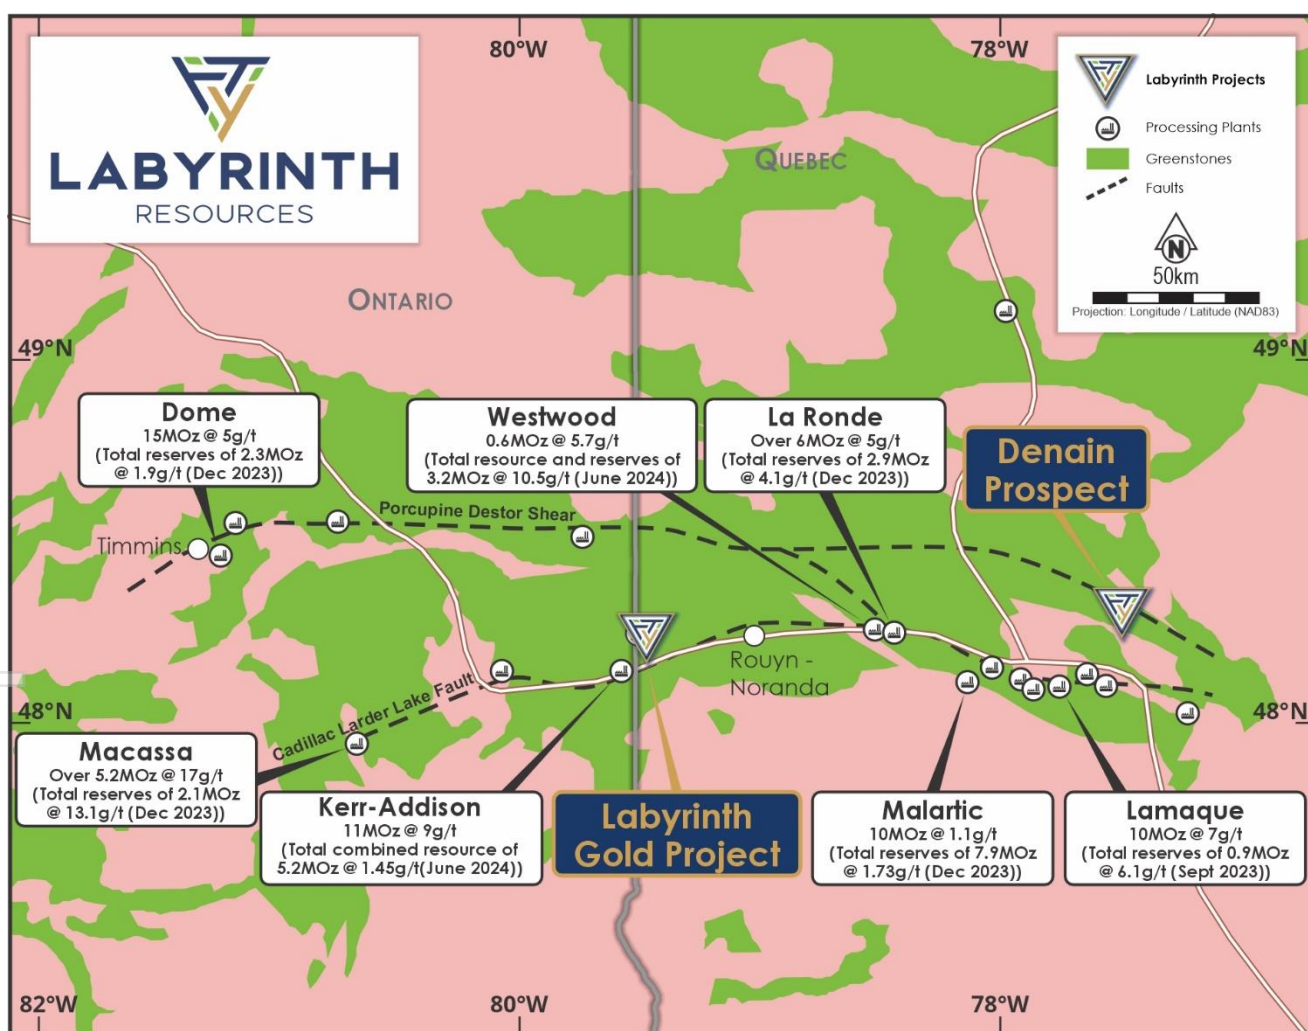 LABYRINTH
RESOURCES
80°W
78°W
Labyrinth Projects
Processing Plants
Greenstones
Faults
N
50km
Projection: Longitude / Latitude (NAD83)
QUEBEC
ONTARIO
49°N
49°N
Dome
15MOz @ 5g/t
(Total reserves of 2.3MOz
@ 1.9g/t (Dec 2023))
Westwood
0.6MOz @ 5.7g/t
(Total resource and reserves of
3.2MOz @ 10.5g/t (June 2024))
La Ronde
Over 6MOz @ 5g/t
(Total reserves of 2.9MOz
@ 4.1g/t (Dec 2023))
Denain
Prospect
Porcupine Destor Shear
Timmins
Rouyn -
Noranda
Cadillac Larder Lake Fault
48°N
48°N
Macassa
Over 5.2MOz @ 17g/t
(Total reserves of 2.1MOz
@ 13.1g/t (Dec 2023))
Kerr-Addison
11MOz @ 9g/t
(Total combined resource of
5.2MOz @ 1.45g/t(June 2024))
Labyrinth
Gold Project
Malartic
10MOz @ 1.1g/t
(Total reserves of 7.9MOz
@ 1.73g/t (Dec 2023))
Lamaque
10MOz @ 7g/t
(Total reserves of 0.9MOz
@ 6.1g/t (Sept 2023))
82°W
80°W
78°W